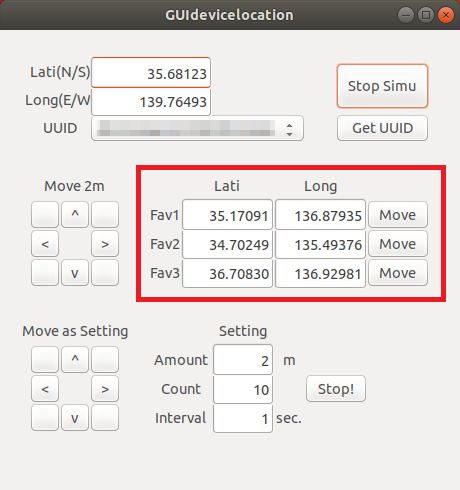 GUIdevicelocation
Lati(N/S) 35.68123 Stop Simu
Long(E/W 139.76493
UUID Get UUID
Move 2m Lati Long
^ Fav1 35.17091 136.87935 Move
< > Fav2 34.70249 135.49376 Move
v Fav3 36.70830 136.92981 Move
Move as Setting Setting
^ Amount 2 m
< > Count 10 Stop!
v Interval 1 sec.